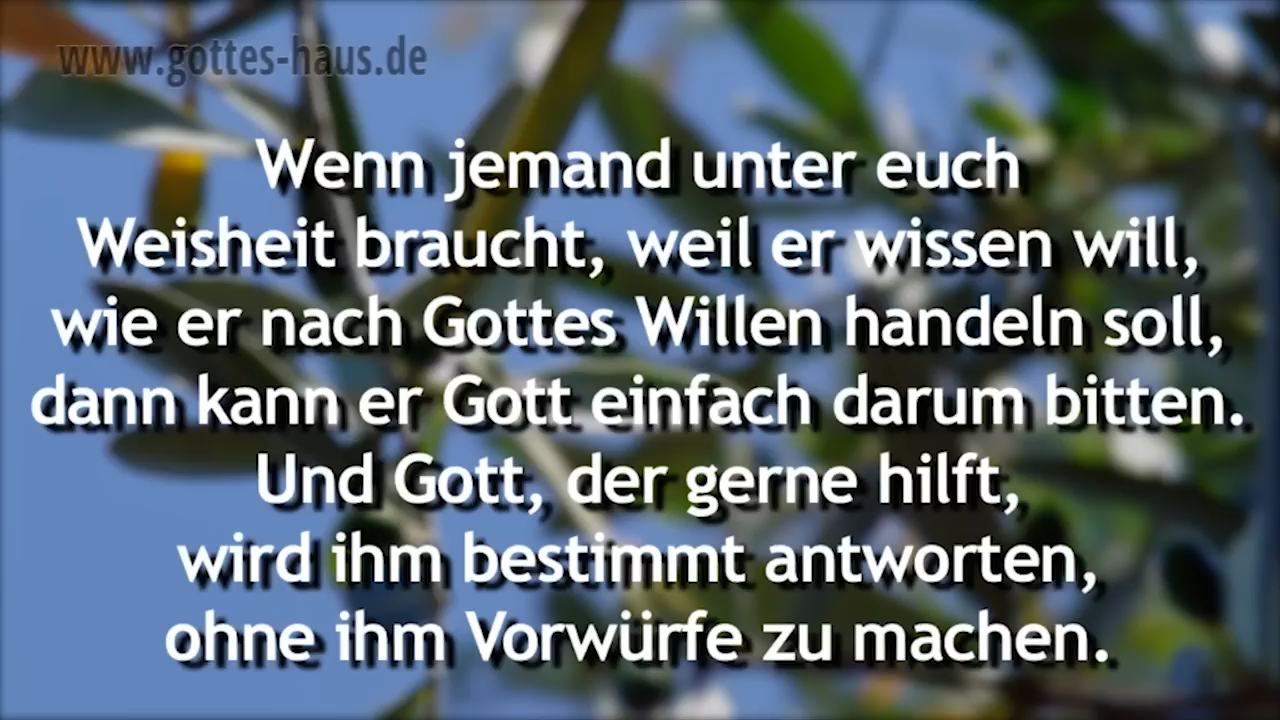 www.gottes-haus.de
Wenn jemand unter euch
Weisheit braucht, weil er wissen will,
wie er nach Gottes Willen handeln soll,
dann kann er Gott einfach darum bitten.
Und Gott, der gerne hilft,
wird ihm bestimmt antworten,
ohne ihm Vorwürfe zu machen.